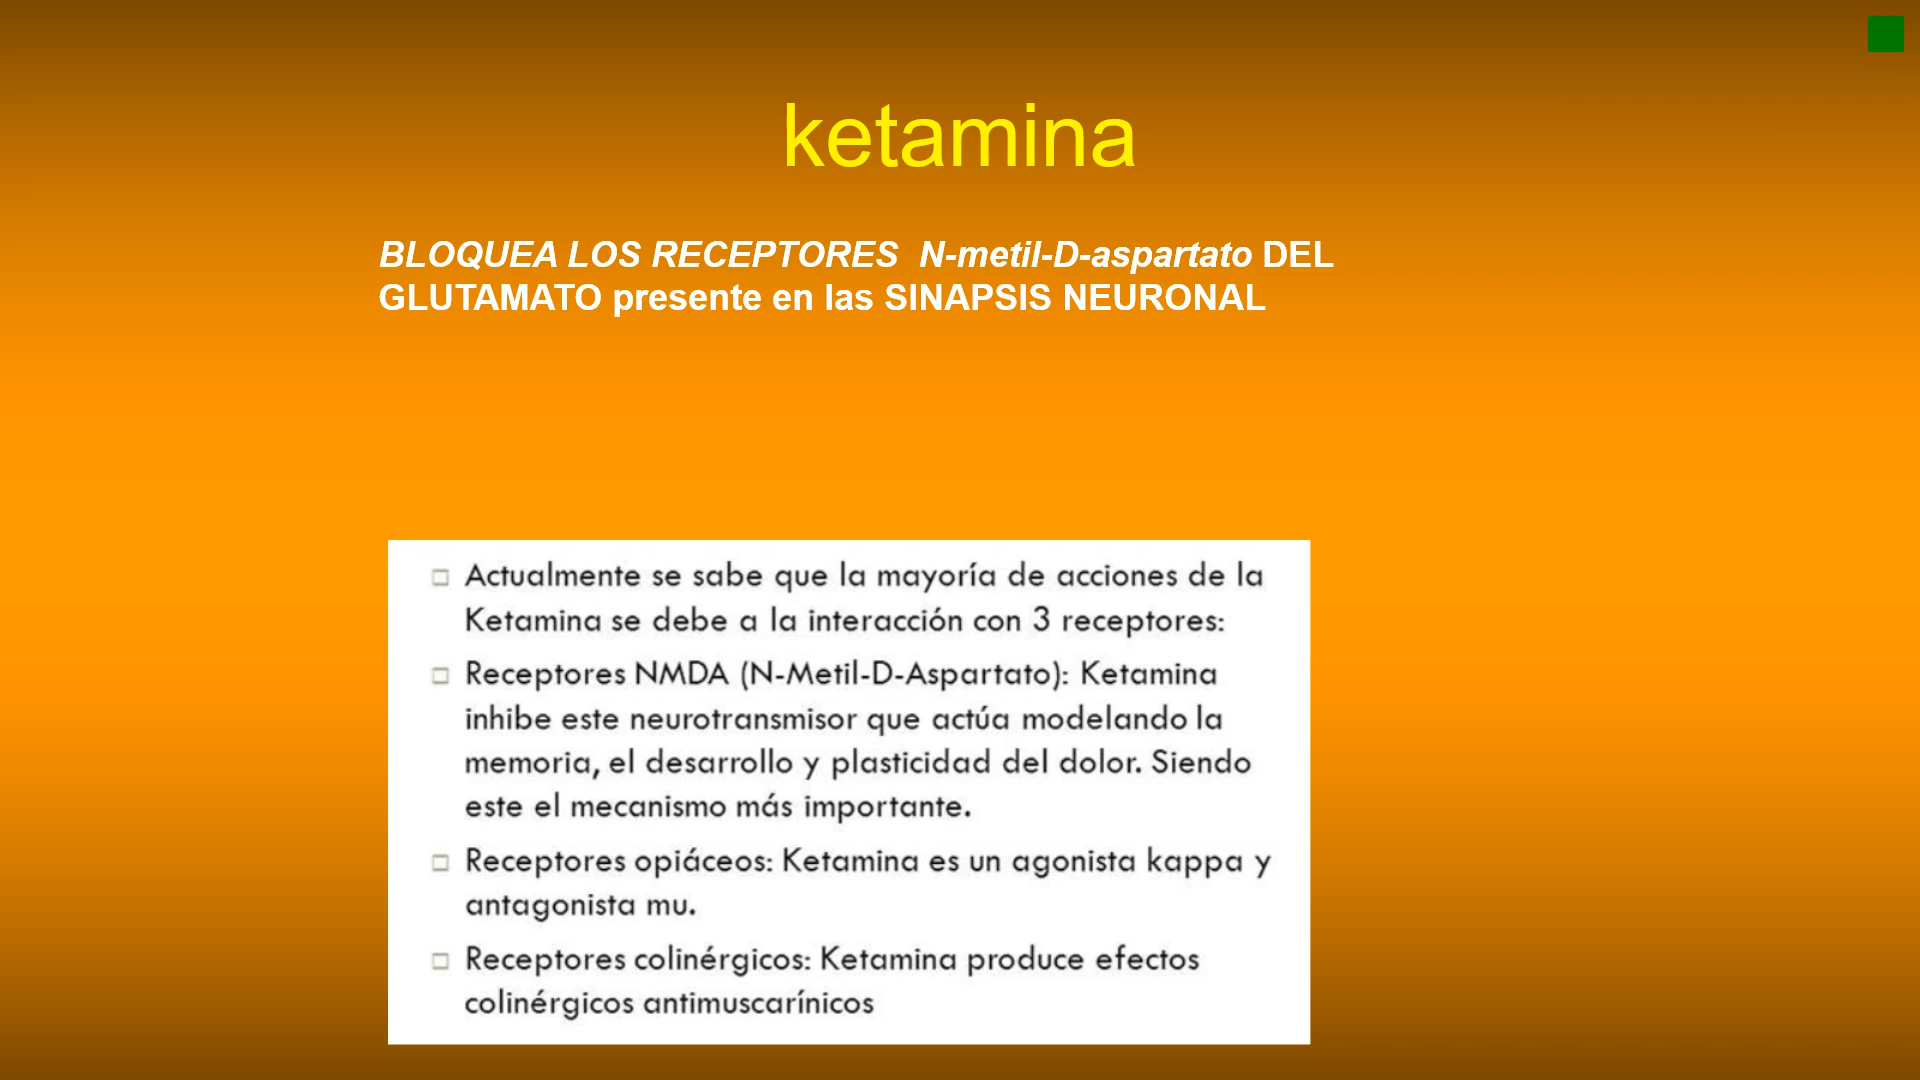 ketamina
BLOQUEA LOS RECEPTORES N-metil-D-aspartato DEL
GLUTAMATO presente en las SINAPSIS NEURONAL
Actualmente se sabe que la mayoría de acciones de la
Ketamina se debe a la interacción con 3 receptores:
Receptores NMDA (N-Metil-D-Aspartato): Ketamina
inhibe este neurotransmisor que actúa modelando la
memoria, el desarrollo y plasticidad del dolor. Siendo
este el mecanismo más importante.
Receptores opiáceos: Ketamina es un agonista kappa y
antagonista mu.
Receptores colinérgicos: Ketamina produce efectos
colinérgicos antimuscarínicos